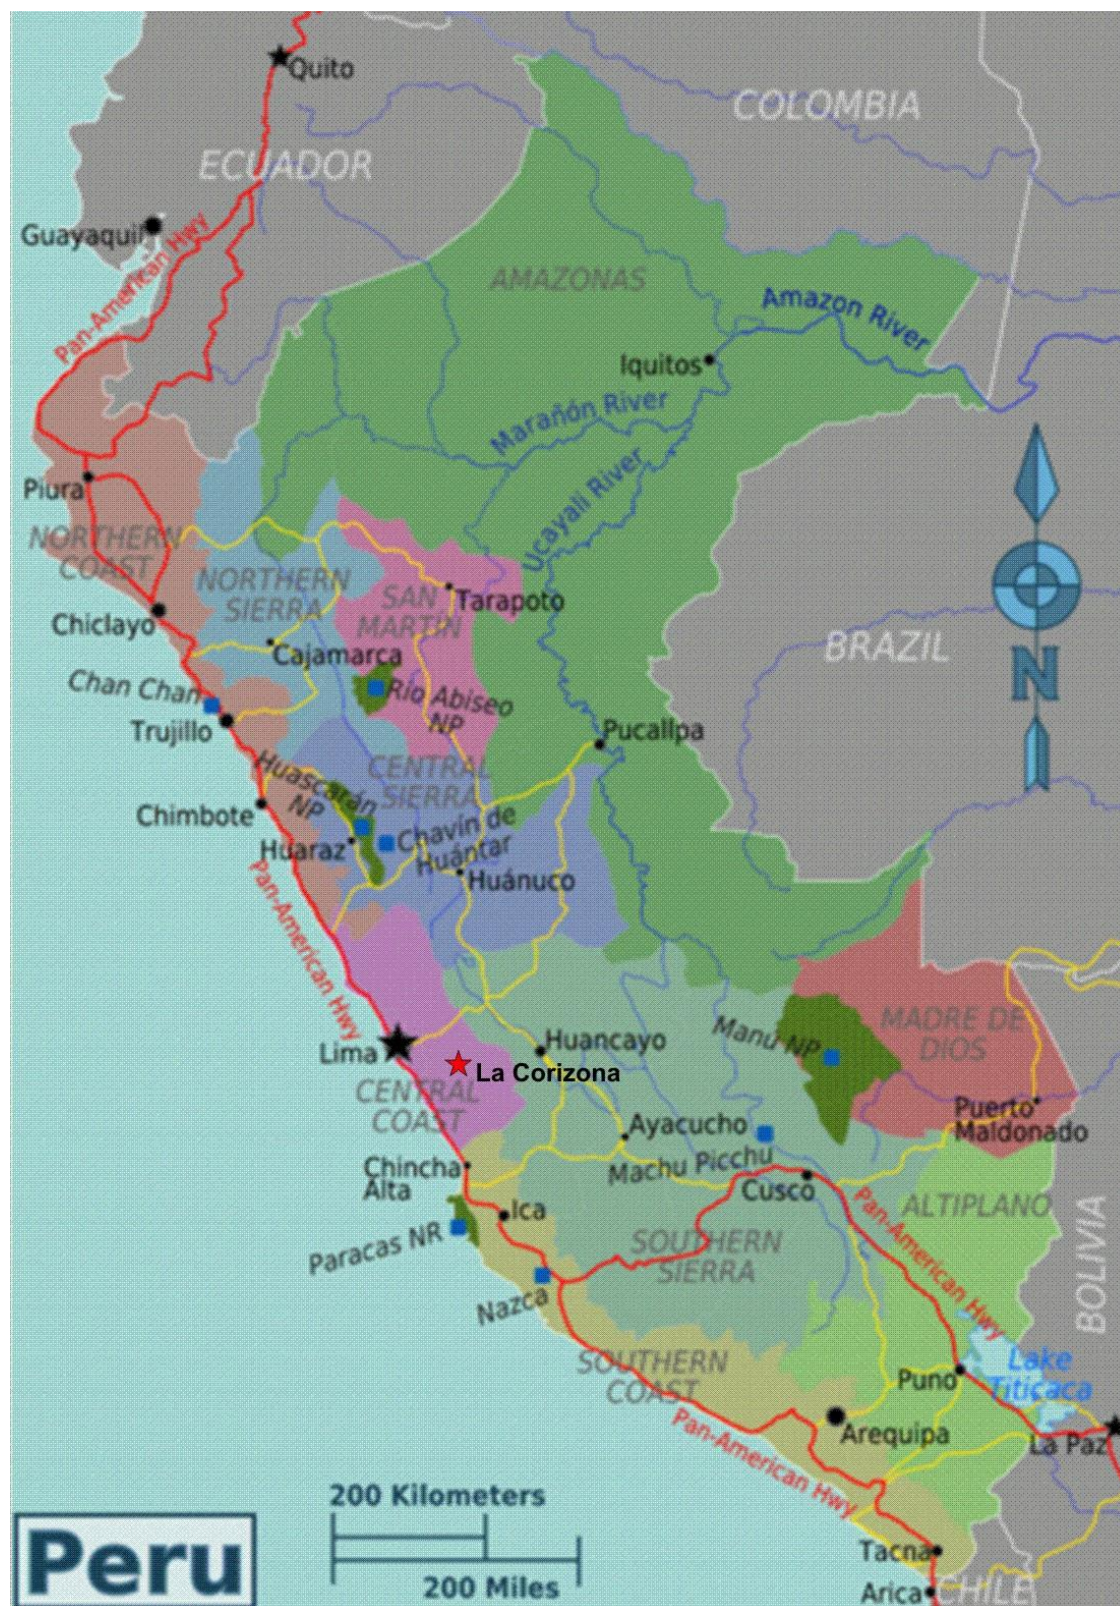 Quito
COLOMBIA
ECUADOR
Guayaquil
Pan-American Hwy
AMAZONAS
Amazon River
Iquitos
Marañón River
Ucayali River
Piura
NORTHERN
COAST
NORTHERN
SIERRA
SAN
MARTÍN
Tarapoto
Chiclayo
BRAZIL
N
Cajamarca
Chan Chan
Río Abiseo
NP
Trujillo
Pucallpa
Huascarán
NP
CENTRAL
SIERRA
Chimbote
Chavín de
Huántar
Huaraz
Huánuco
Pan-American Hwy
Manú NP
MADRE DE
DIOS
Huancayo
Lima
La Corizona
CENTRAL
COAST
Puerto
Maldonado
Ayacucho
Machu Picchu
Chincha
Alta
Cusco
Ica
Pan-American Hwy
ALTIPLANO
BOLIVIA
Paracas NR
SOUTHERN
SIERRA
Nazca
SOUTHERN
COAST
Lake
Titicaca
Puno
Pan-American Hwy
Arequipa
La Paz
200 Kilometers
200 Miles
Peru
Tacna
Arica
CHILE